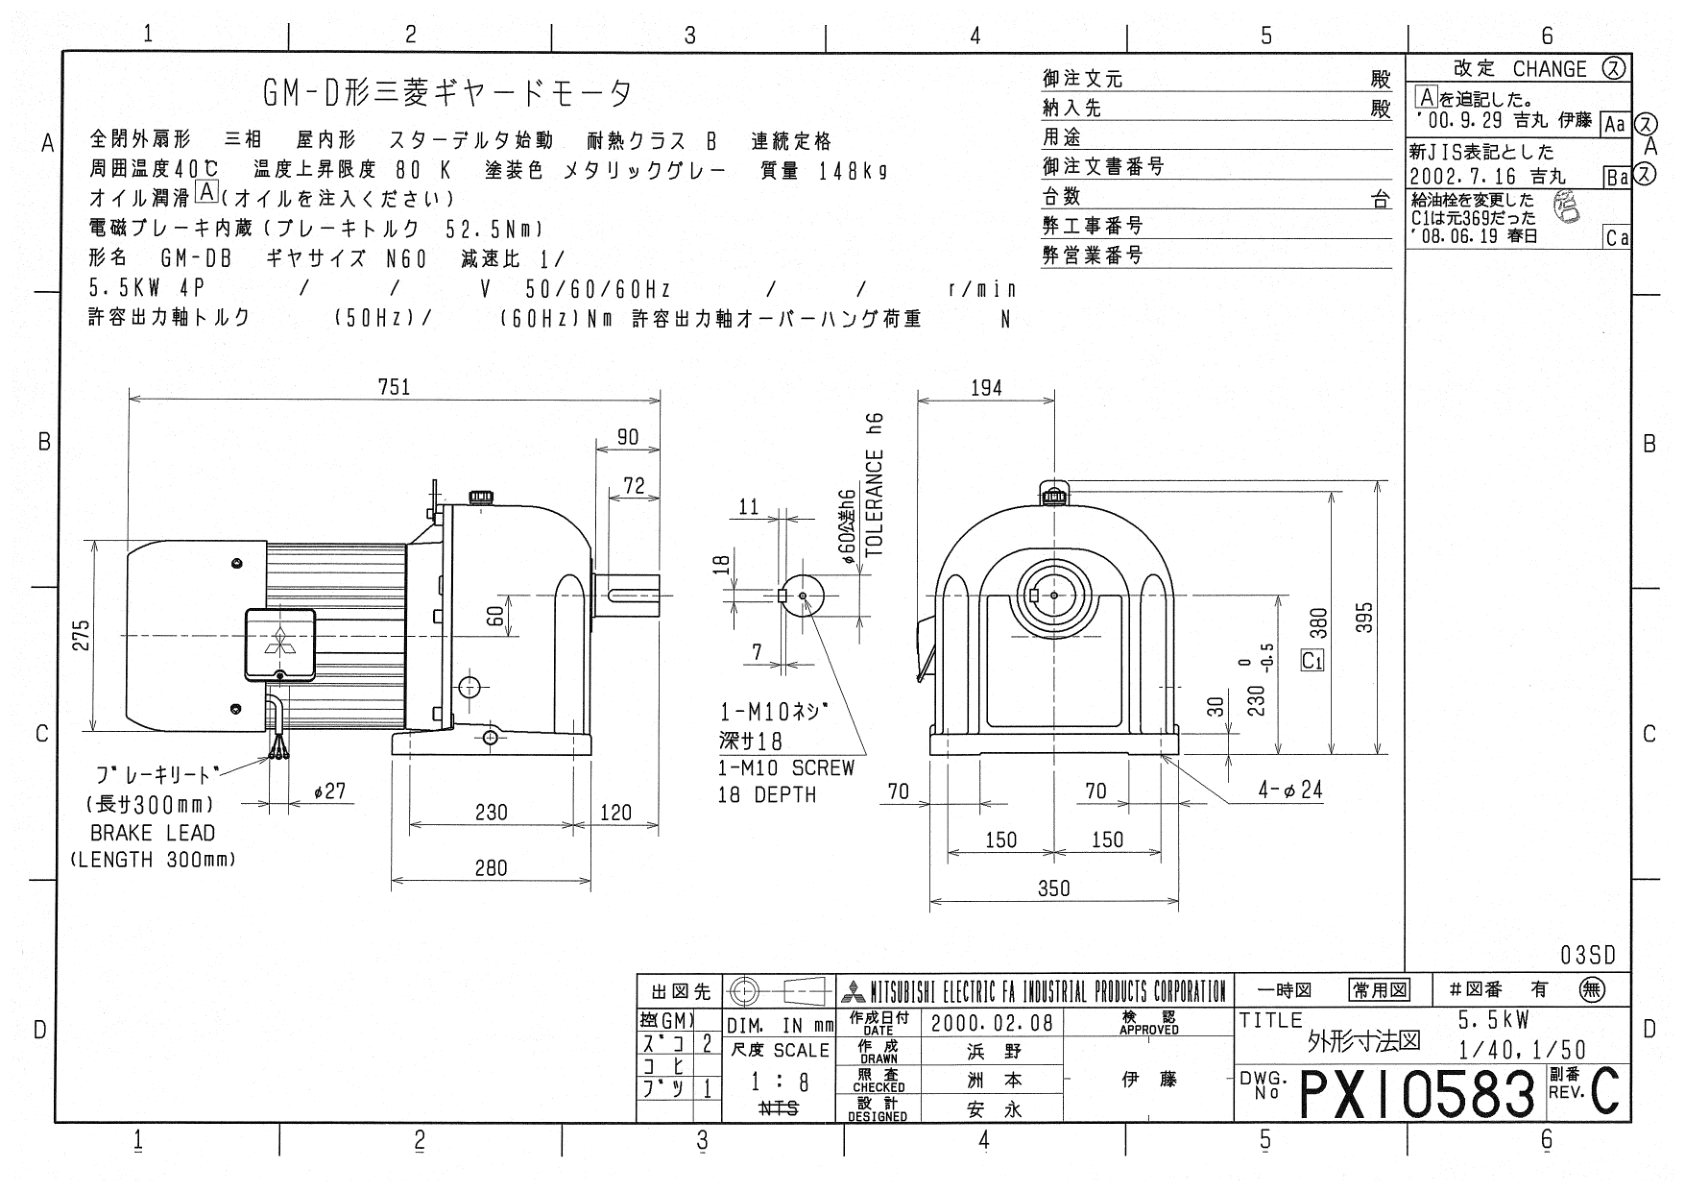 1 2 3 4 5 6
A
B
C
D
GM-D形三菱ギヤードモータ
全閉外扇形 三相 屋内形 スターデルタ始動 耐熱クラス B 連続定格
周囲温度40℃ 温度上昇限度 80 K 塗装色 メタリックグレー 質量 148kg
オイル潤滑 A (オイルを注入ください)
電磁ブレーキ内蔵(ブレーキトルク 52.5Nm)
形名 GM-DB ギヤサイズ N60 減速比 1/
5.5KW 4P / / V 50/60/60Hz / / r/min
許容出力軸トルク (50Hz)/ (60Hz)Nm 許容出力軸オーバーハング荷重 N
御注文元 殿
納入先 殿
用途
御注文書番号
台数 台
弊工事番号
弊営業番号
改定 CHANGE ス
Aを追記した。
'00.9.29 吉丸 伊藤 Aa ス
新JIS表記とした
2002.7.16 吉丸 Ba ス
給油栓を変更した
C1は元369だった
'08.06.19 春日 Ca
A
B
C
D
751
90
72
275
60
ブレーキリード
(長サ300mm)
BRAKE LEAD
(LENGTH 300mm)
φ27
230 120
280
11
18
7
φ60公差h6
TOLERANCE h6
1-M10ネジ
深サ18
1-M10 SCREW
18 DEPTH
194
30
230 0 -0.5
380
C1
395
70 70
4-φ24
150 150
350
03SD
出図先
控(GM)
ズコ 2
コヒ
ブツ 1
DIM. IN mm
尺度 SCALE
1 : 8
NTS
MITSUBISHI ELECTRIC FA INDUSTRIAL PRODUCTS CORPORATION
作成日付 DATE 2000.02.08
作成 DRAWN 浜野
照査 CHECKED 洲本
設計 DESIGNED 安永
検認 APPROVED
伊藤
一時図 常用図 #図番 有 無
TITLE 外形寸法図
5.5kW
1/40,1/50
DWG. No PX10583
副番 REV. C
1 2 3 4 5 6